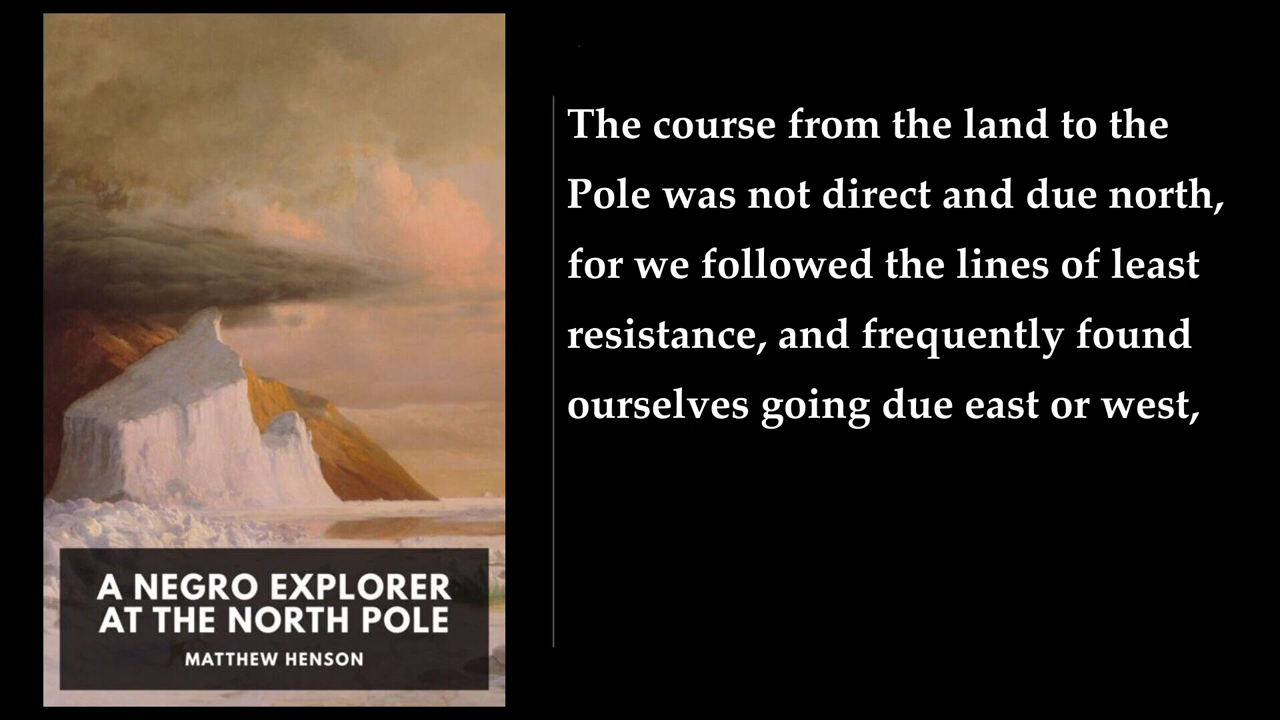 A NEGRO EXPLORER
AT THE NORTH POLE
MATTHEW HENSON
The course from the land to the
Pole was not direct and due north,
for we followed the lines of least
resistance, and frequently found
ourselves going due east or west,